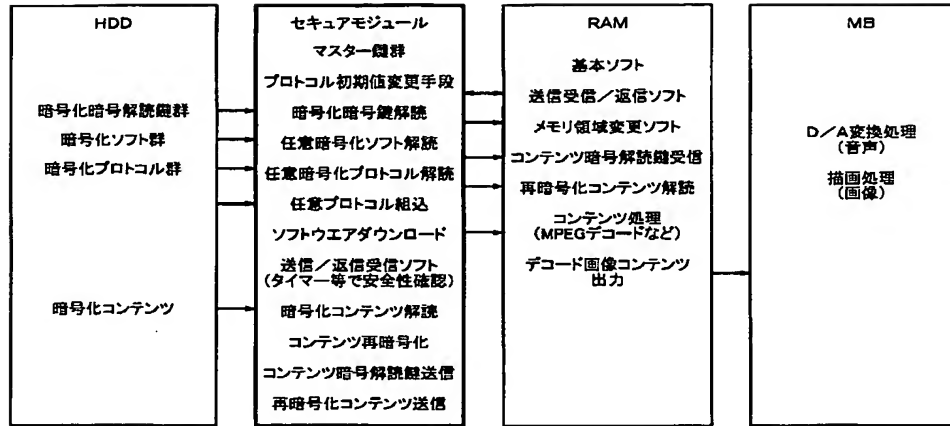 HDD
暗号化暗号解読鍵群
暗号化ソフト群
暗号化プロトコル群
暗号化コンテンツ
セキュアモジュール
マスター鍵群
プロトコル初期値変更手段
暗号化暗号鍵解読
任意暗号化ソフト解読
任意暗号化プロトコル解読
任意プロトコル組込
ソフトウエアダウンロード
送信／返信受信ソフト
(タイマー等で安全性確認)
暗号化コンテンツ解読
コンテンツ再暗号化
コンテンツ暗号解読鍵送信
再暗号化コンテンツ送信
RAM
基本ソフト
送信受信／返信ソフト
メモリ領域変更ソフト
コンテンツ暗号解読鍵受信
再暗号化コンテンツ解読
コンテンツ処理
(MPEGデコードなど)
デコード画像コンテンツ
出力
MB
D／A変換処理
(音声)
描画処理
(画像)